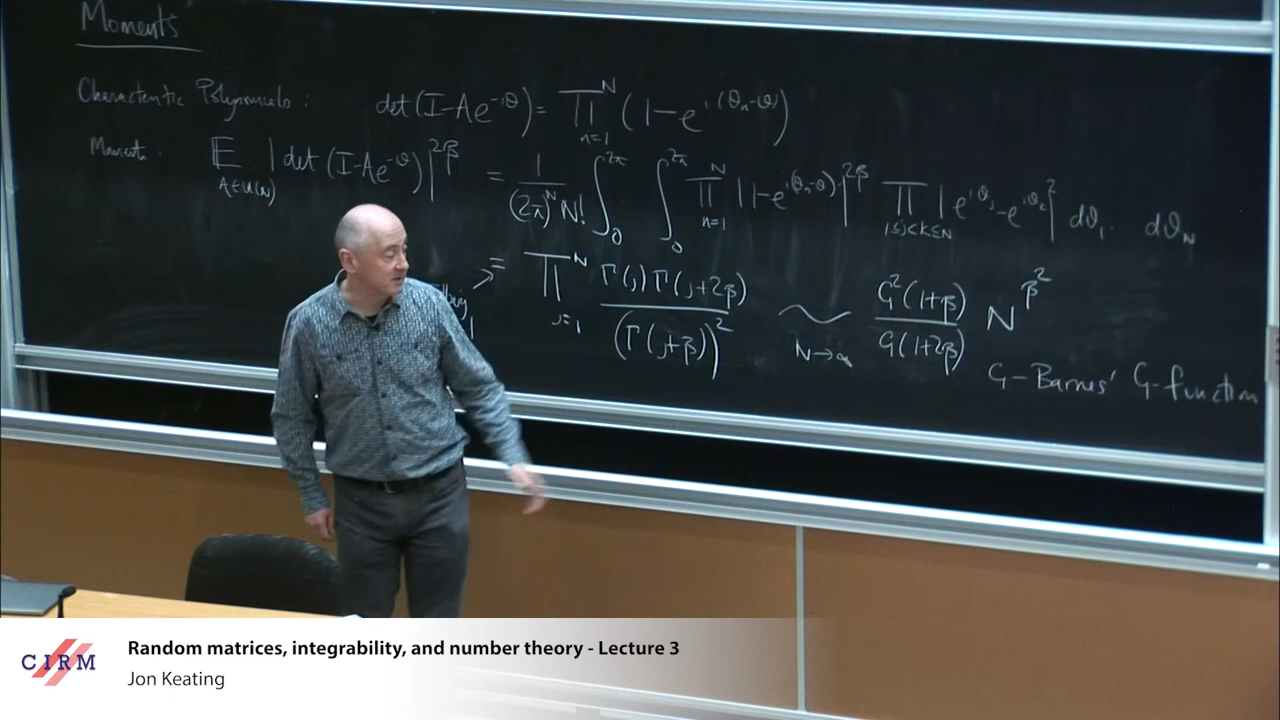 Moments
Characteristic Polynomials: det(I-Ae^{-iθ}) = ∏_{n=1}^{N} (1-e^{i(θ_n-θ)})
Moments: 𝔼_{A∈U(N)} |det(I-Ae^{-iθ})|^{2β} = 1/((2π)^N N!) ∫_0^{2π} ∫_0^{2π} ∏_{n=1}^{N} |1-e^{i(θ_n-θ)}|^{2β} ∏_{1≤j<k≤N} |e^{iθ_j}-e^{iθ_k}|^2 dθ_1 dθ_N
= ∏_{j=1}^{N} Γ(j)Γ(j+2β)/(Γ(j+β))^2 ~_{N→∞} G^2(1+β)/G(1+2β) N^{β^2}
G-Barnes' G-function
CIRM
Random matrices, integrability, and number theory - Lecture 3
Jon Keating